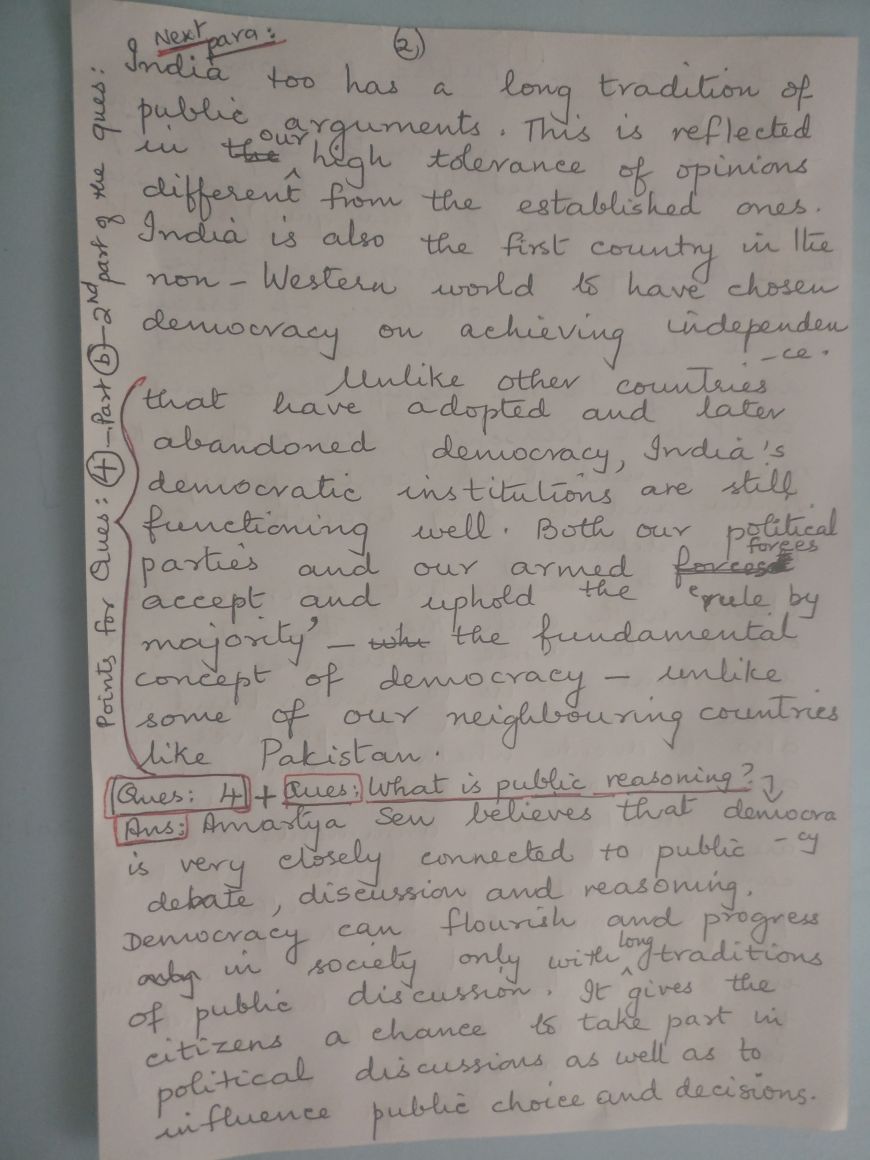 Next para:
(2)
India too has a long tradition of
public arguments. This is reflected
in the our high tolerance of opinions
different from the established ones.
India is also the first country in the
non-Western world to have chosen
democracy on achieving independen
-ce.
Unlike other countries
that have adopted and later
abandoned democracy, India's
democratic institutions are still
functioning well. Both our political
parties and our armed forces forces
accept and uphold the 'rule by
majority' - the fundamental
concept of democracy - unlike
some of our neighbouring countries
like Pakistan.
Points for Ques: (4) - Part (b) - 2nd part of the ques:
Ques: 4 + Ques: What is public reasoning?
Ans: Amartya Sen believes that democra
-cy
is very closely connected to public
debate, discussion and reasoning.
Democracy can flourish and progress
only in society only with long traditions
of public discussion. It gives the
citizens a chance to take part in
political discussions as well as to
influence public choice and decisions.